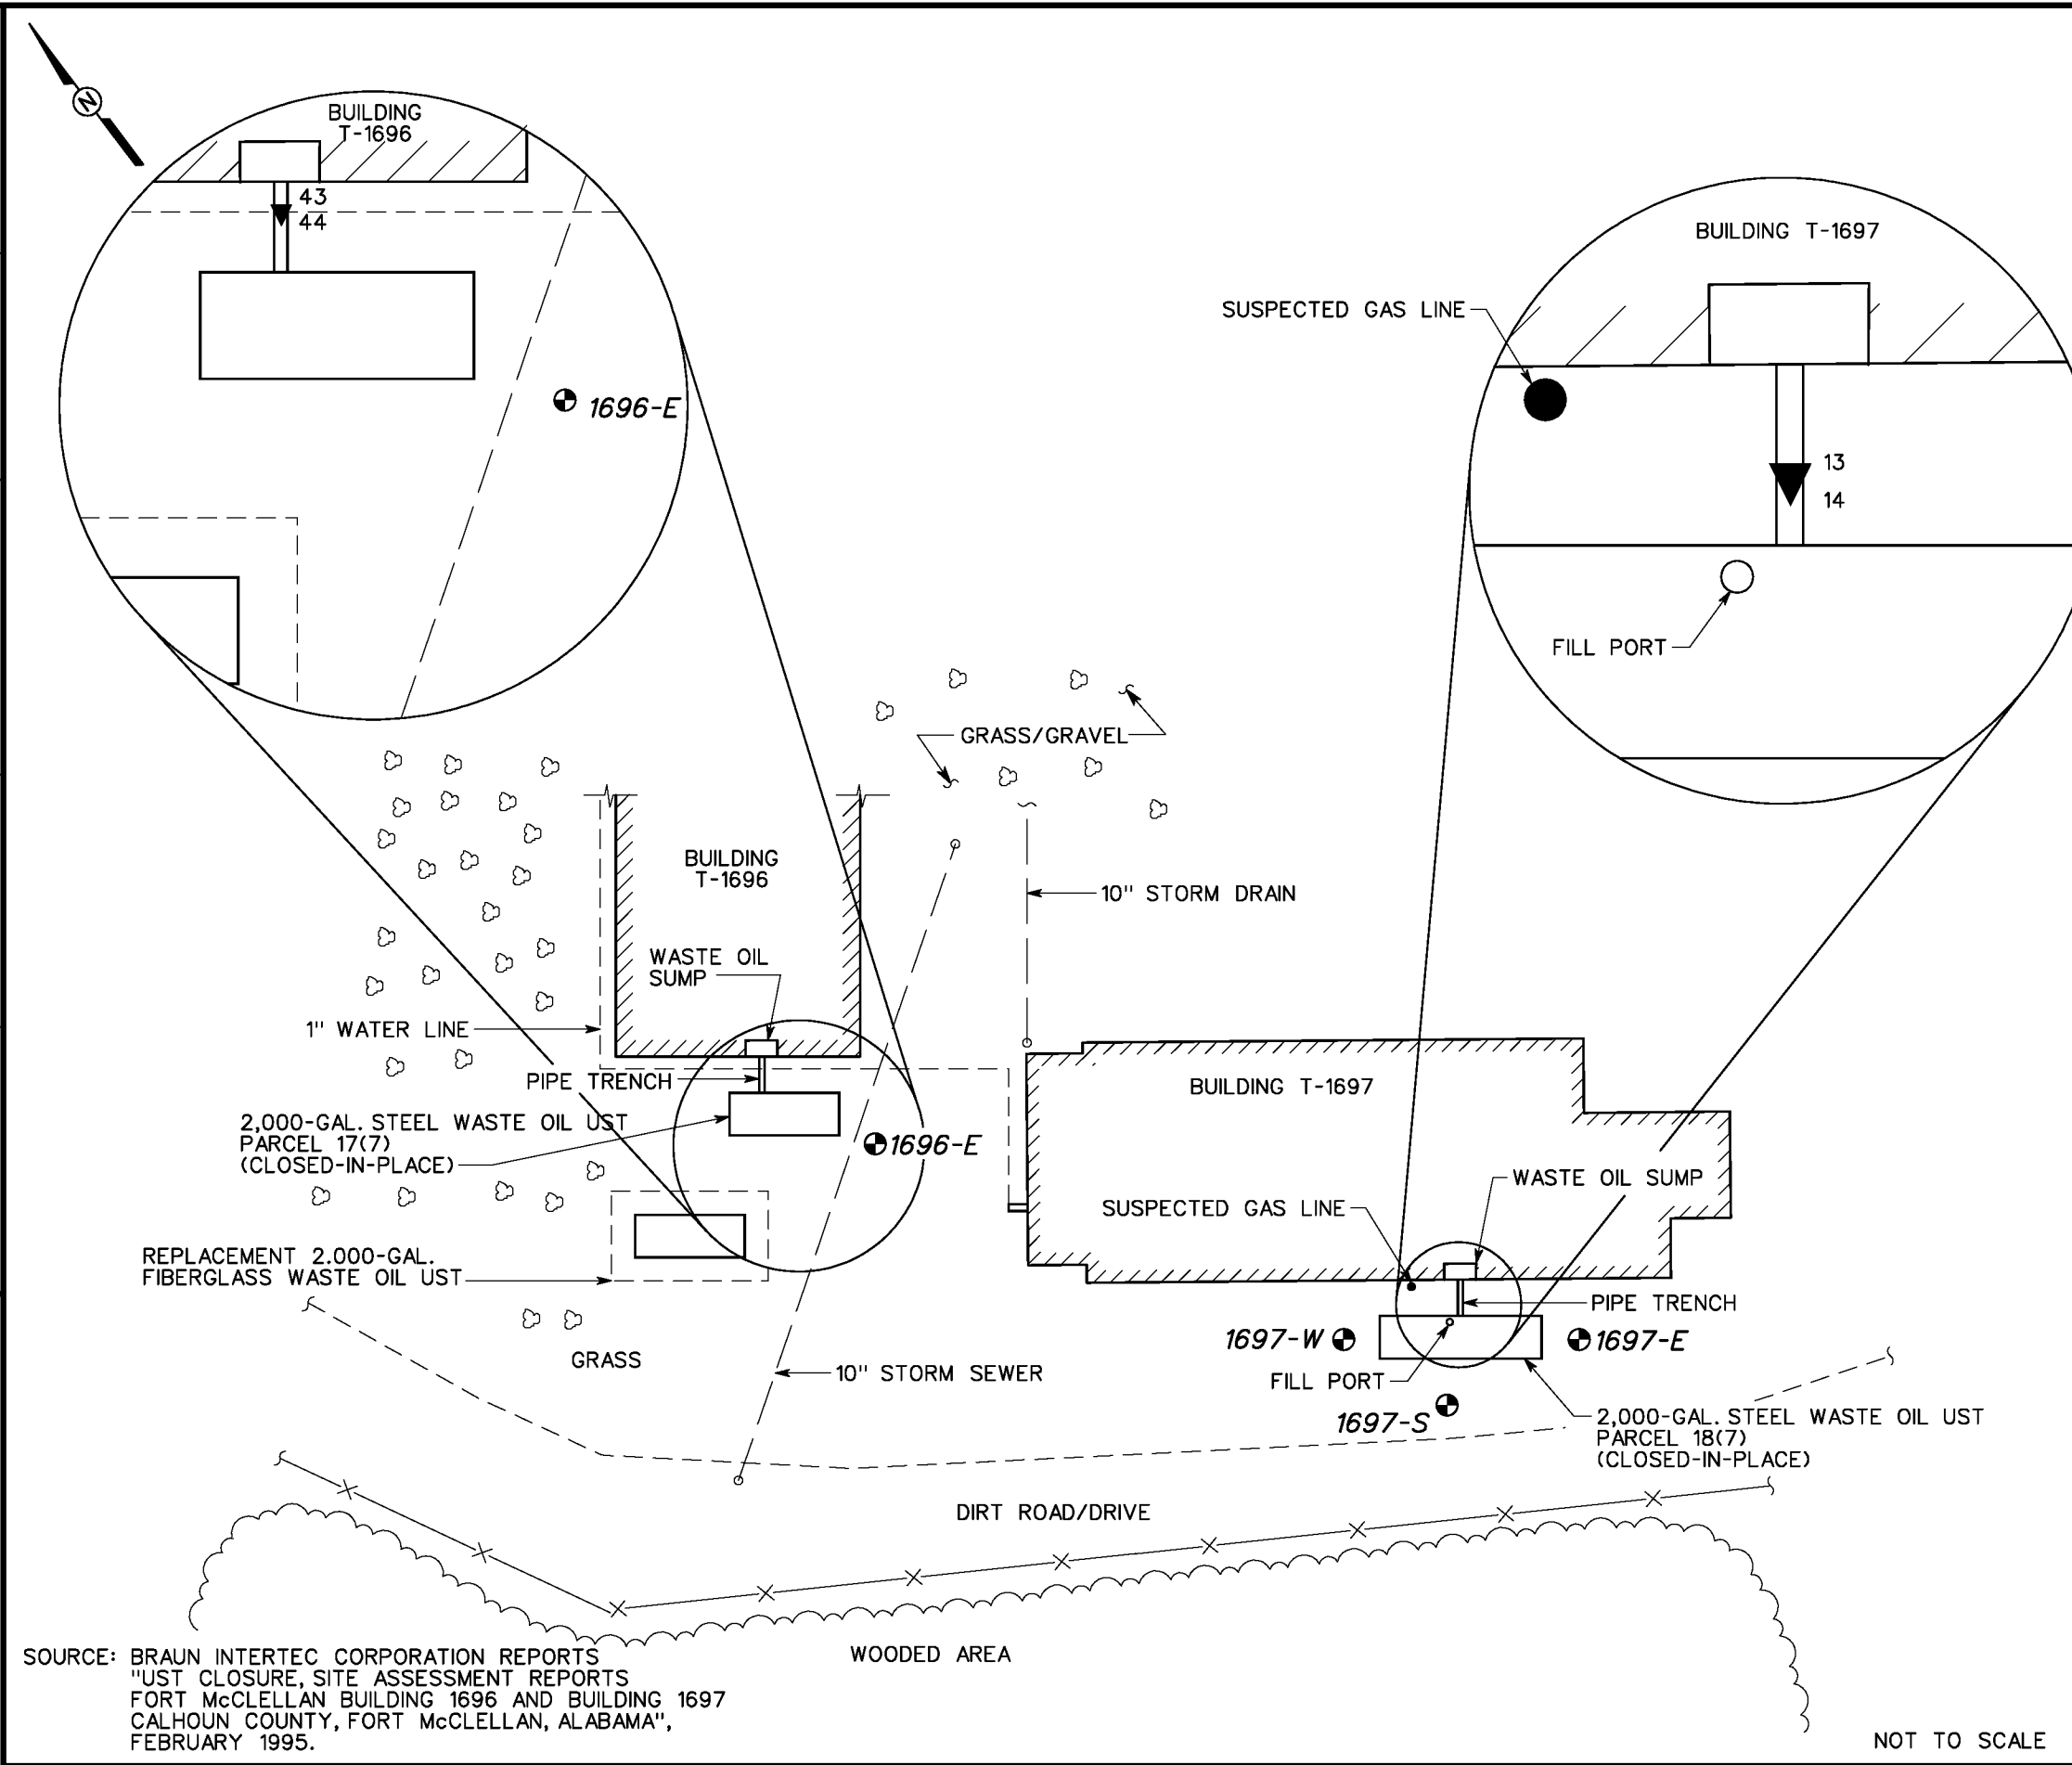 N
BUILDING
T-1696
43
44
1696-E
BUILDING T-1697
SUSPECTED GAS LINE
13
14
FILL PORT
GRASS/GRAVEL
BUILDING
T-1696
10" STORM DRAIN
WASTE OIL
SUMP
1" WATER LINE
PIPE TRENCH
BUILDING T-1697
2,000-GAL. STEEL WASTE OIL UST
PARCEL 17(7)
(CLOSED-IN-PLACE)
1696-E
WASTE OIL SUMP
SUSPECTED GAS LINE
REPLACEMENT 2.000-GAL.
FIBERGLASS WASTE OIL UST
PIPE TRENCH
1697-W
1697-E
GRASS
10" STORM SEWER
FILL PORT
1697-S
2,000-GAL. STEEL WASTE OIL UST
PARCEL 18(7)
(CLOSED-IN-PLACE)
DIRT ROAD/DRIVE
WOODED AREA
SOURCE: BRAUN INTERTEC CORPORATION REPORTS
"UST CLOSURE, SITE ASSESSMENT REPORTS
FORT McCLELLAN BUILDING 1696 AND BUILDING 1697
CALHOUN COUNTY, FORT McCLELLAN, ALABAMA",
FEBRUARY 1995.
NOT TO SCALE